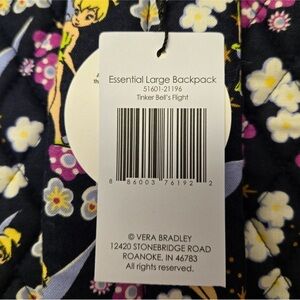 Essential Large Backpack
51601-21196
Tinker Bell's Flight
8 86003 76192 2
© VERA BRADLEY
12420 STONEBRIDGE ROAD
ROANOKE, IN 46783
All rights reserved.